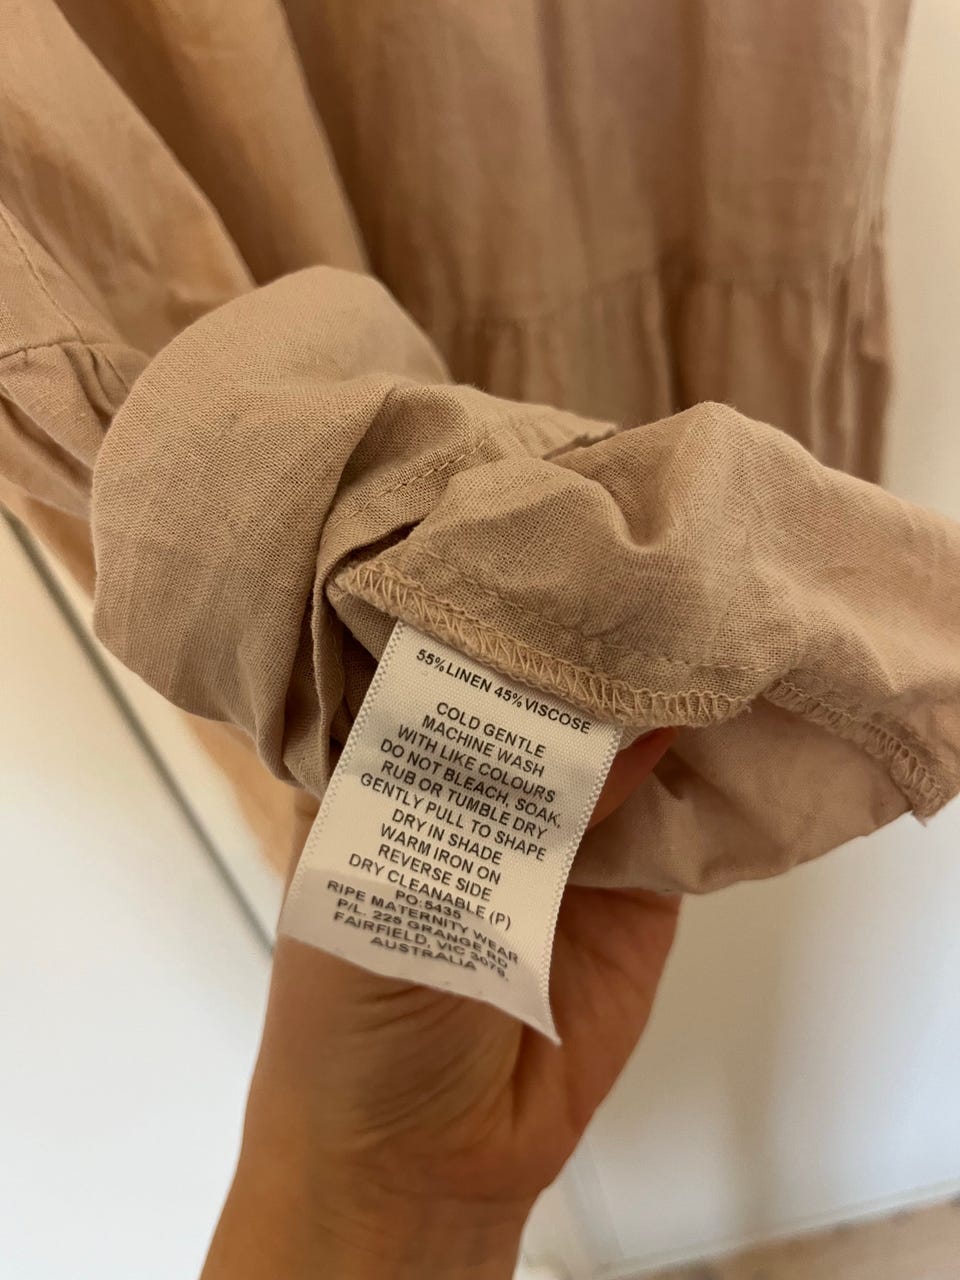 55%LINEN 45%VISCOSE
COLD GENTLE
MACHINE WASH
WITH LIKE COLOURS
DO NOT BLEACH, SOAK,
RUB OR TUMBLE DRY
GENTLY PULL TO SHAPE
DRY IN SHADE
WARM IRON ON
REVERSE SIDE
DRY CLEANABLE (P)
PO:5435
RIPE MATERNITY WEAR
P/L. 225 GRANGE RD
FAIRFIELD, VIC 3078,
AUSTRALIA